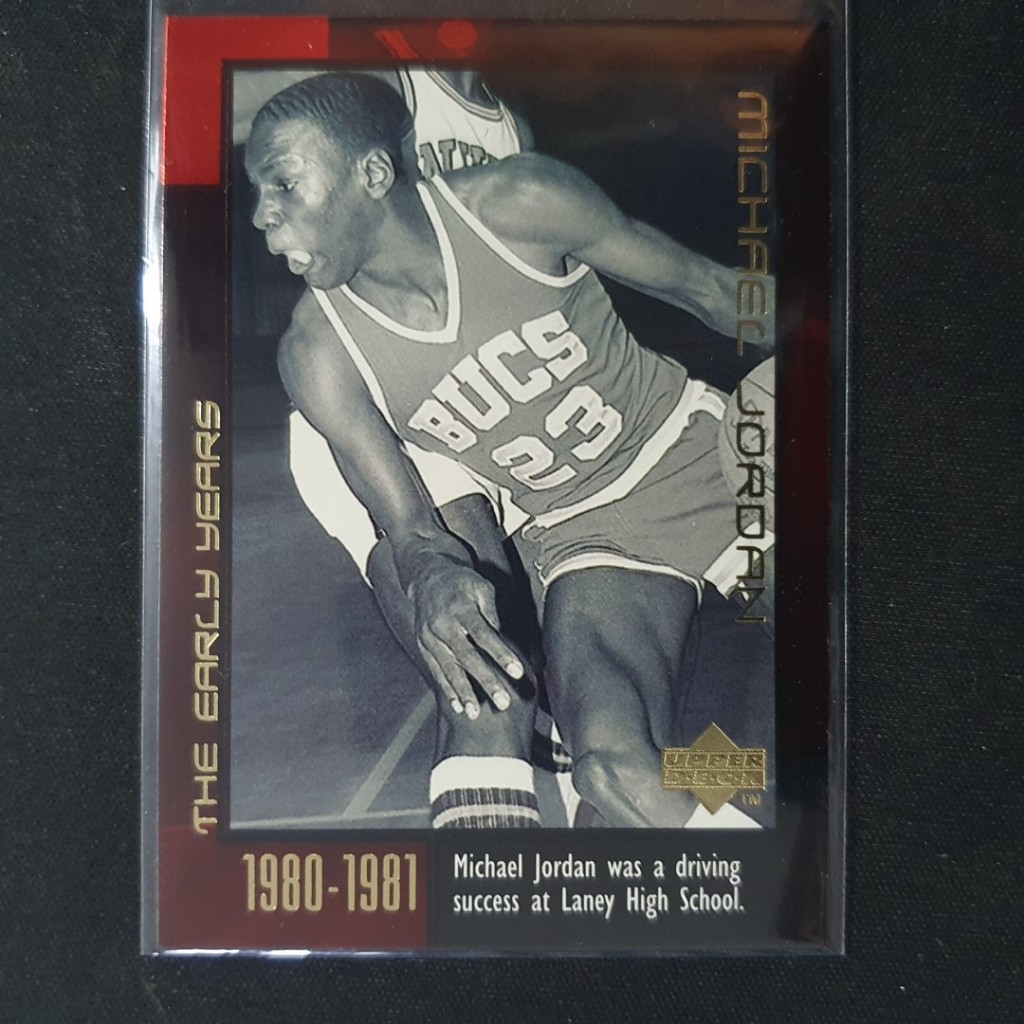 MICHAEL JORDAN
BUCS
23
THE EARLY YEARS
UPPER
DECK
TM
1980-1981
Michael Jordan was a driving
success at Laney High School.